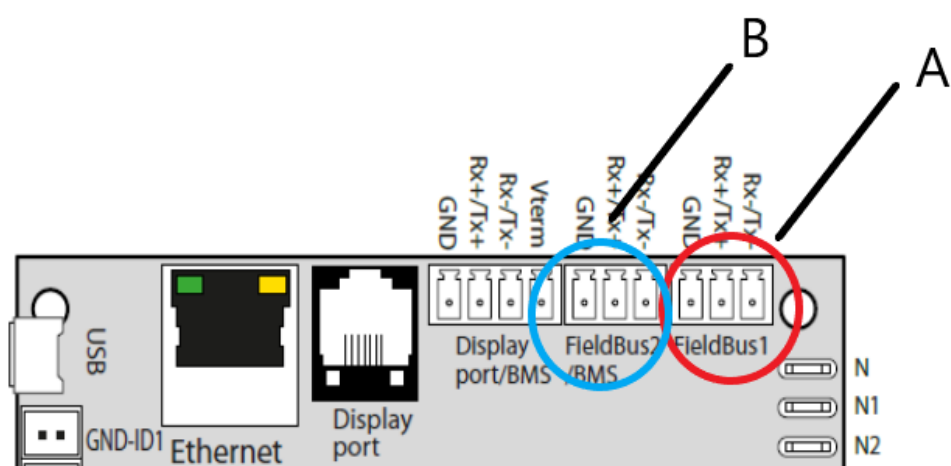 B
A
GND
Rx+/Tx+
Rx-/Tx-
Vterm
GND
Rx+/Tx+
Rx-/Tx-
GND
Rx+/Tx+
Rx-/Tx-
USB
Display
port/BMS
FieldBus2
/BMS
FieldBus1
N
N1
N2
GND-ID1
Ethernet
Display
port